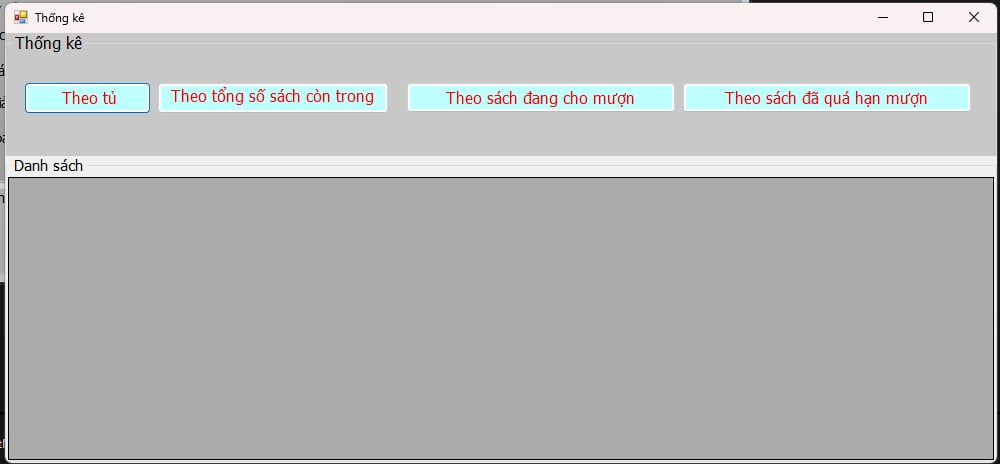 Thống kê
Thống kê
Theo tủ
Theo tổng số sách còn trong
Theo sách đang cho mượn
Theo sách đã quá hạn mượn
Danh sách